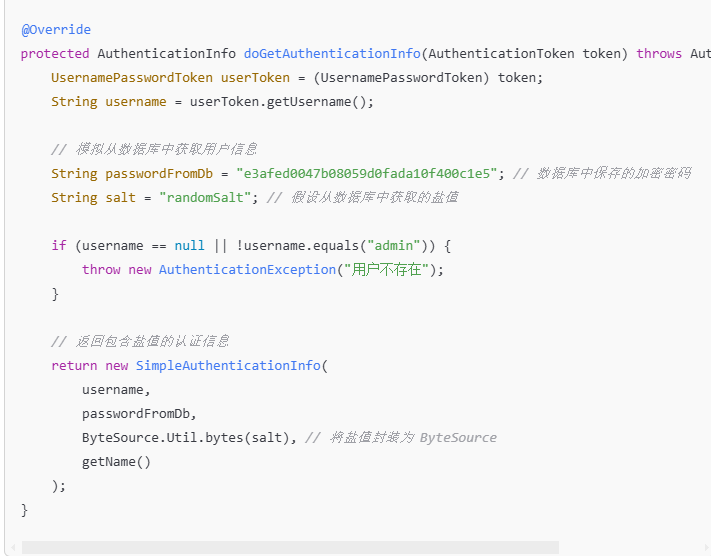 @Override
protected AuthenticationInfo doGetAuthenticationInfo(AuthenticationToken token) throws Aut
    UsernamePasswordToken userToken = (UsernamePasswordToken) token;
    String username = userToken.getUsername();

    // 模拟从数据库中获取用户信息
    String passwordFromDb = "e3afed0047b08059d0fada10f400c1e5"; // 数据库中保存的加密密码
    String salt = "randomSalt"; // 假设从数据库中获取的盐值

    if (username == null || !username.equals("admin")) {
        throw new AuthenticationException("用户不存在");
    }

    // 返回包含盐值的认证信息
    return new SimpleAuthenticationInfo(
        username,
        passwordFromDb,
        ByteSource.Util.bytes(salt), // 将盐值封装为 ByteSource
        getName()
    );
}